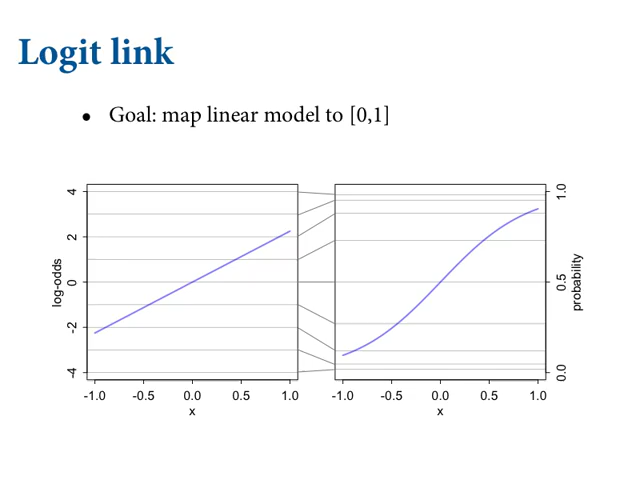 Logit link
• Goal: map linear model to [0,1]
log-odds
4
2
0
-2
-4
-1.0 -0.5 0.0 0.5 1.0
x
-1.0 -0.5 0.0 0.5 1.0
x
1.0
0.5
0.0
probability